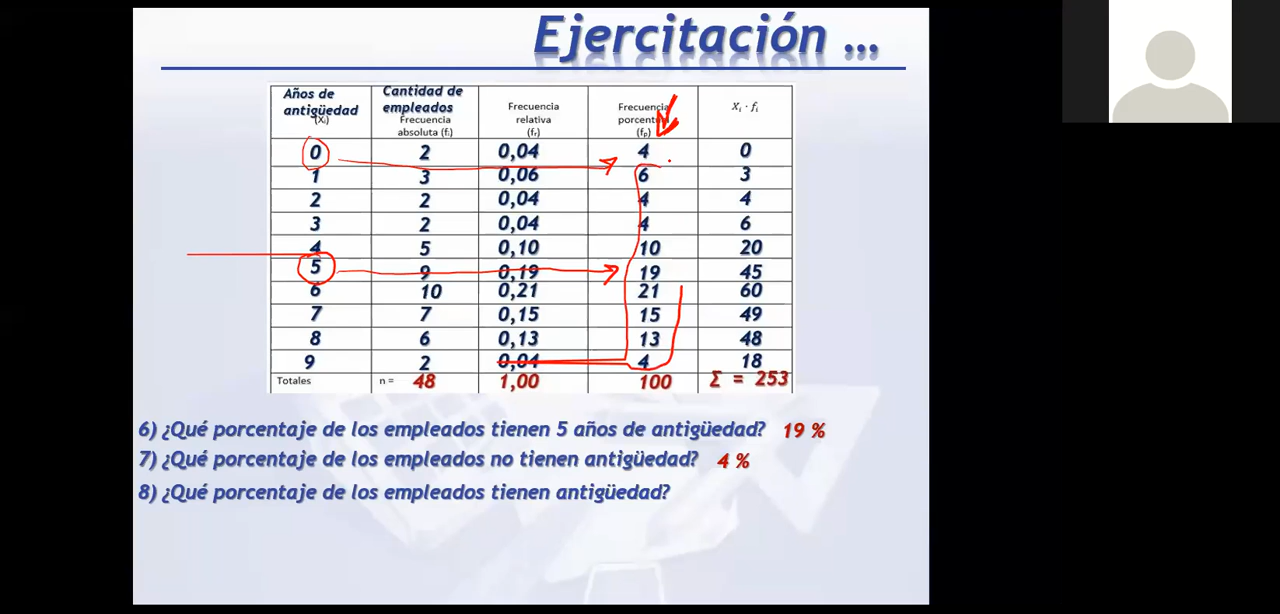 Ejercitación ...
Años de antigüedad (Xᵢ) Cantidad de empleados Frecuencia absoluta (fᵢ) Frecuencia relativa (fᵣ) Frecuencia (fₚ) Xᵢ · fᵢ
0 2 0,04 4 0
1 3 0,06 6 3
2 2 0,04 4 4
3 2 0,04 4 6
4 5 0,10 10 20
5 9 0,19 19 45
6 10 0,21 21 60
7 7 0,15 15 49
8 6 0,13 13 48
9 2 0,04 4 18
Totales n = 48 1,00 100 Σ = 253
6) ¿Qué porcentaje de los empleados tienen 5 años de antigüedad? 19 %
7) ¿Qué porcentaje de los empleados no tienen antigüedad? 4 %
8) ¿Qué porcentaje de los empleados tienen antigüedad?